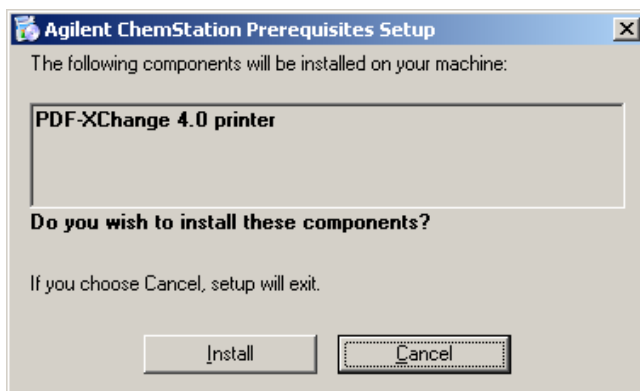 Agilent ChemStation Prerequisites Setup
The following components will be installed on your machine:
PDF-XChange 4.0 printer
Do you wish to install these components?
If you choose Cancel, setup will exit.
Install Cancel